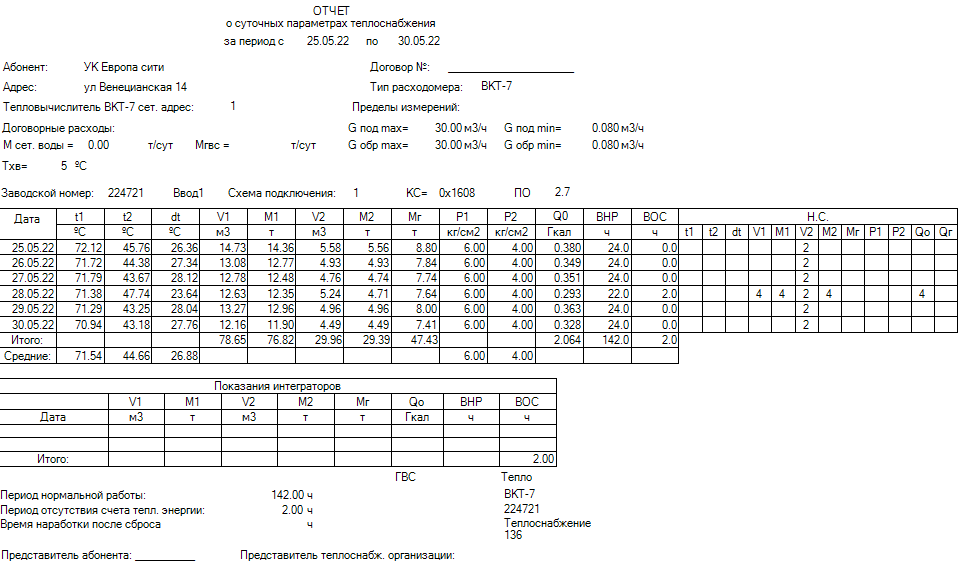 ОТЧЕТ
о суточных параметрах теплоснабжения
за период с 25.05.22 по 30.05.22
Абонент: УК Европа сити Договор №: ____________________
Адрес: ул Венецианская 14 Тип расходомера: ВКТ-7
Тепловычислитель ВКТ-7 сет. адрес: 1 Пределы измерений:
Договорные расходы: G под max= 30.00 м3/ч G под min= 0.080 м3/ч
М сет. воды = 0.00 т/сут Мгвс = т/сут G обр max= 30.00 м3/ч G обр min= 0.080 м3/ч
Тхв= 5 ºС
Заводской номер: 224721 Ввод1 Схема подключения: 1 КС= 0x1608 ПО 2.7
Дата t1 t2 dt V1 M1 V2 M2 Мг P1 P2 Q0 ВНР ВОС Н.С.
ºС ºС ºС м3 т м3 т т кг/см2 кг/см2 Гкал ч ч t1 t2 dt V1 M1 V2 M2 Мг P1 P2 Qo Qг
25.05.22 72.12 45.76 26.36 14.73 14.36 5.58 5.56 8.80 6.00 4.00 0.380 24.0 0.0 2
26.05.22 71.72 44.38 27.34 13.08 12.77 4.93 4.93 7.84 6.00 4.00 0.349 24.0 0.0 2
27.05.22 71.79 43.67 28.12 12.78 12.48 4.76 4.74 7.74 6.00 4.00 0.351 24.0 0.0 2
28.05.22 71.38 47.74 23.64 12.63 12.35 5.24 4.71 7.64 6.00 4.00 0.293 22.0 2.0 4 4 2 4 4
29.05.22 71.29 43.25 28.04 13.27 12.96 4.96 4.96 8.00 6.00 4.00 0.363 24.0 0.0 2
30.05.22 70.94 43.18 27.76 12.16 11.90 4.49 4.49 7.41 6.00 4.00 0.328 24.0 0.0 2
Итого: 78.65 76.82 29.96 29.39 47.43 2.064 142.0 2.0
Средние: 71.54 44.66 26.88 6.00 4.00
Показания интеграторов
V1 M1 V2 M2 Мг Qo ВНР ВОС
Дата м3 т м3 т т Гкал ч ч
Итого: 2.00
ГВС Тепло
Период нормальной работы: 142.00 ч ВКТ-7
Период отсутствия счета тепл. энергии: 2.00 ч 224721
Время наработки после сброса ч Теплоснабжение
136
Представитель абонента: __________ Представитель теплоснабж. организации: